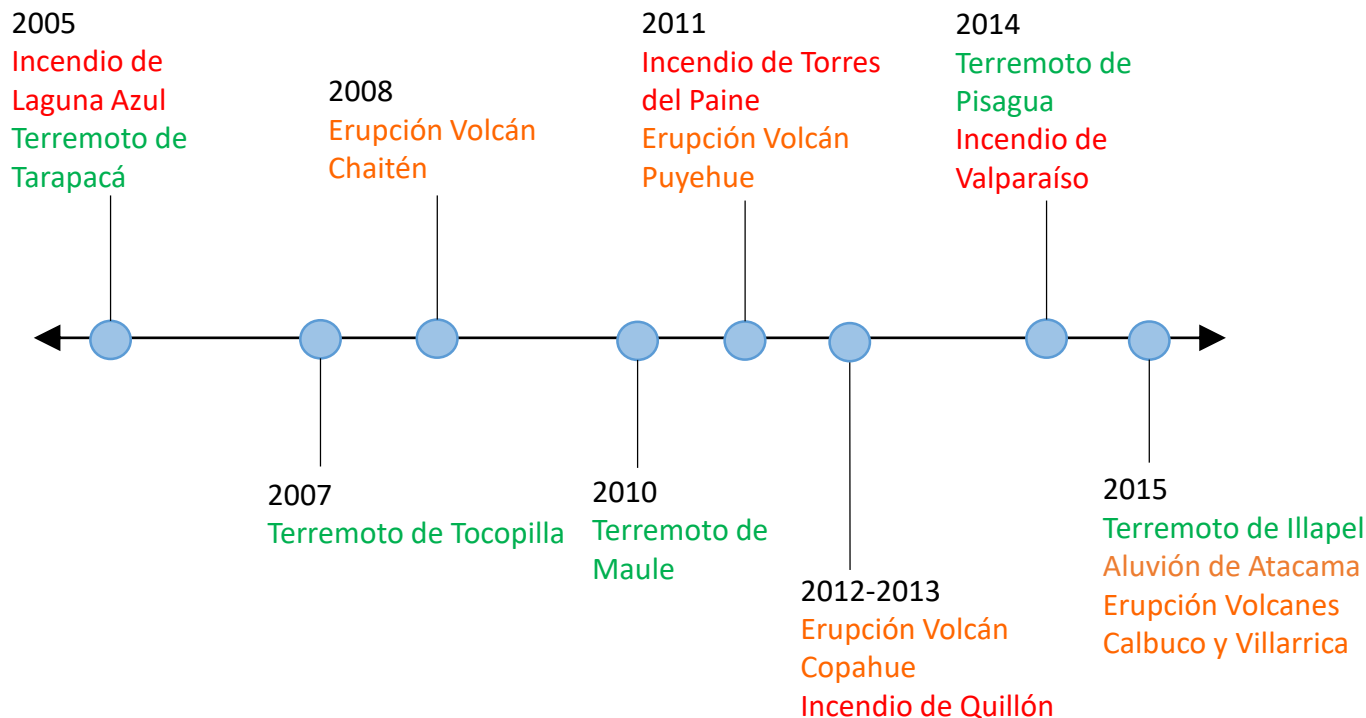 2005
Incendio de
Laguna Azul
Terremoto de
Tarapacá
2008
Erupción Volcán
Chaitén
2011
Incendio de Torres
del Paine
Erupción Volcán
Puyehue
2014
Terremoto de
Pisagua
Incendio de
Valparaíso
2007
Terremoto de Tocopilla
2010
Terremoto de
Maule
2012-2013
Erupción Volcán
Copahue
Incendio de Quillón
2015
Terremoto de Illapel
Aluvión de Atacama
Erupción Volcanes
Calbuco y Villarrica